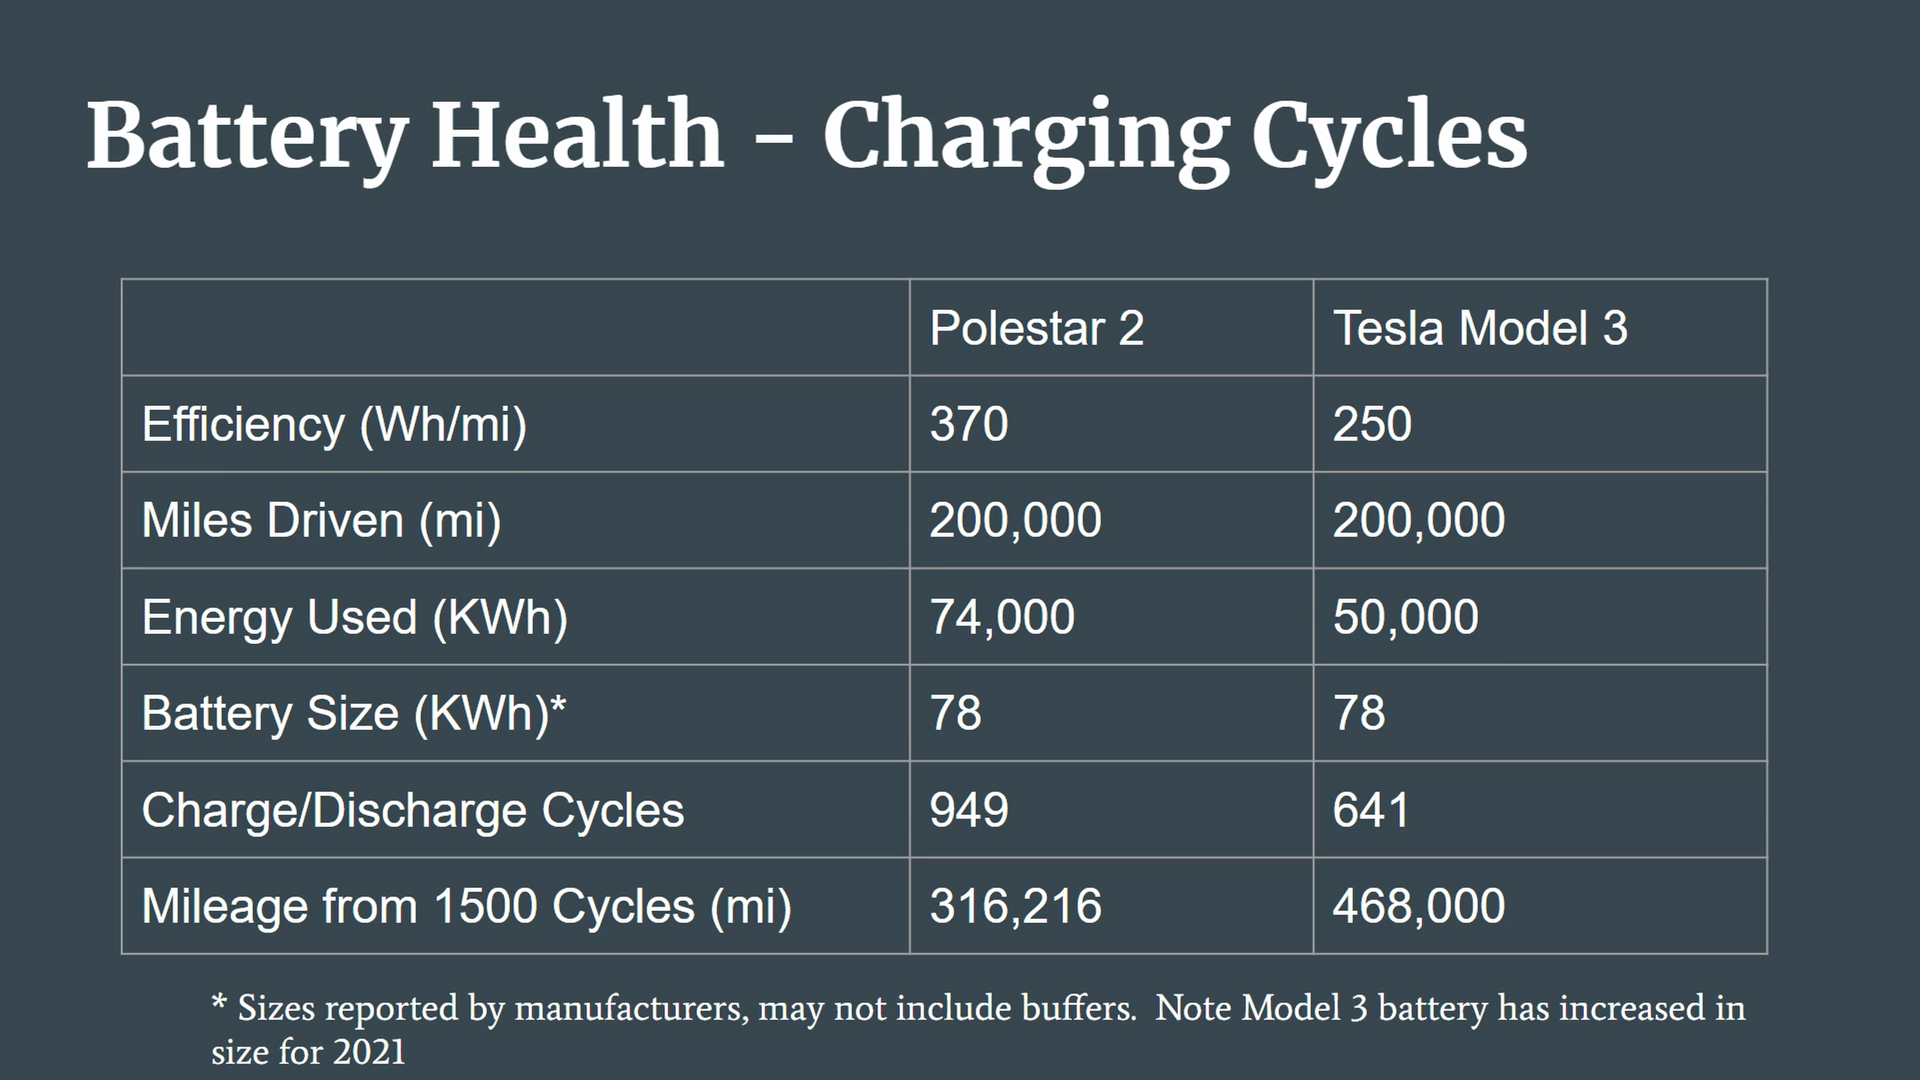 Battery Health - Charging Cycles
Polestar 2 Tesla Model 3
Efficiency (Wh/mi) 370 250
Miles Driven (mi) 200,000 200,000
Energy Used (KWh) 74,000 50,000
Battery Size (KWh)* 78 78
Charge/Discharge Cycles 949 641
Mileage from 1500 Cycles (mi) 316,216 468,000
* Sizes reported by manufacturers, may not include buffers.  Note Model 3 battery has increased in
size for 2021